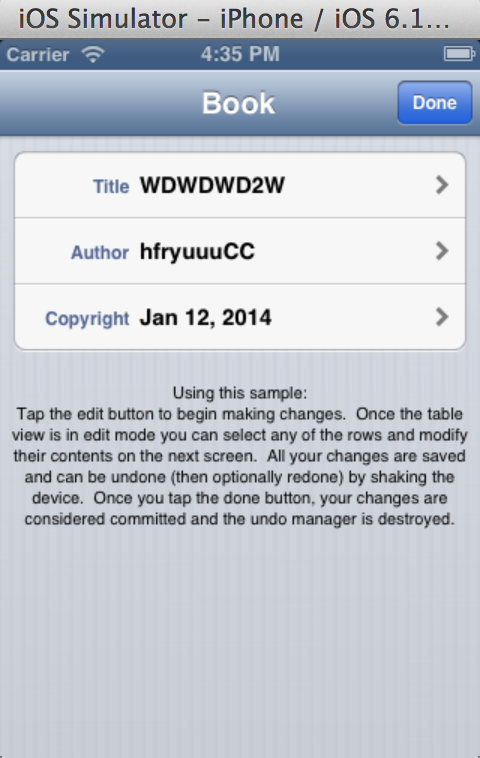 iOS Simulator – iPhone / iOS 6.1...
Carrier 4:35 PM
Book Done
Title WDWDWD2W
Author hfryuuuCC
Copyright Jan 12, 2014
Using this sample:
Tap the edit button to begin making changes.  Once the table
view is in edit mode you can select any of the rows and modify
their contents on the next screen.  All your changes are saved
and can be undone (then optionally redone) by shaking the
device.  Once you tap the done button, your changes are
considered committed and the undo manager is destroyed.